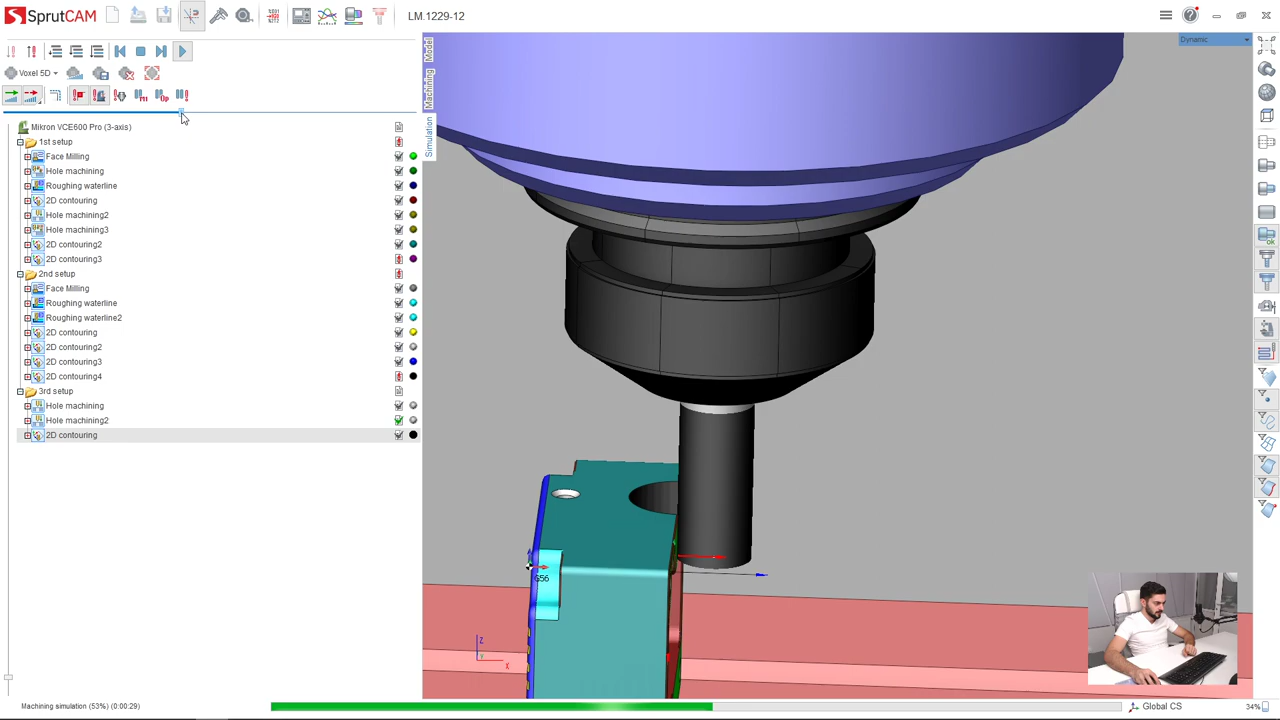 SprutCAM
LM.1229-12
Dynamic
Voxel 5D
Model
Machining
Simulation
Mikron VCE600 Pro (3-axis)
1st setup
Face Milling
Hole machining
Roughing waterline
2D contouring
Hole machining2
Hole machining3
2D contouring2
2D contouring3
2nd setup
Face Milling
Roughing waterline
Roughing waterline2
2D contouring
2D contouring2
2D contouring3
2D contouring4
3rd setup
Hole machining
Hole machining2
2D contouring
G56
Z
Y
X
Machining simulation (53%) (0:00:29)
Global CS
34%